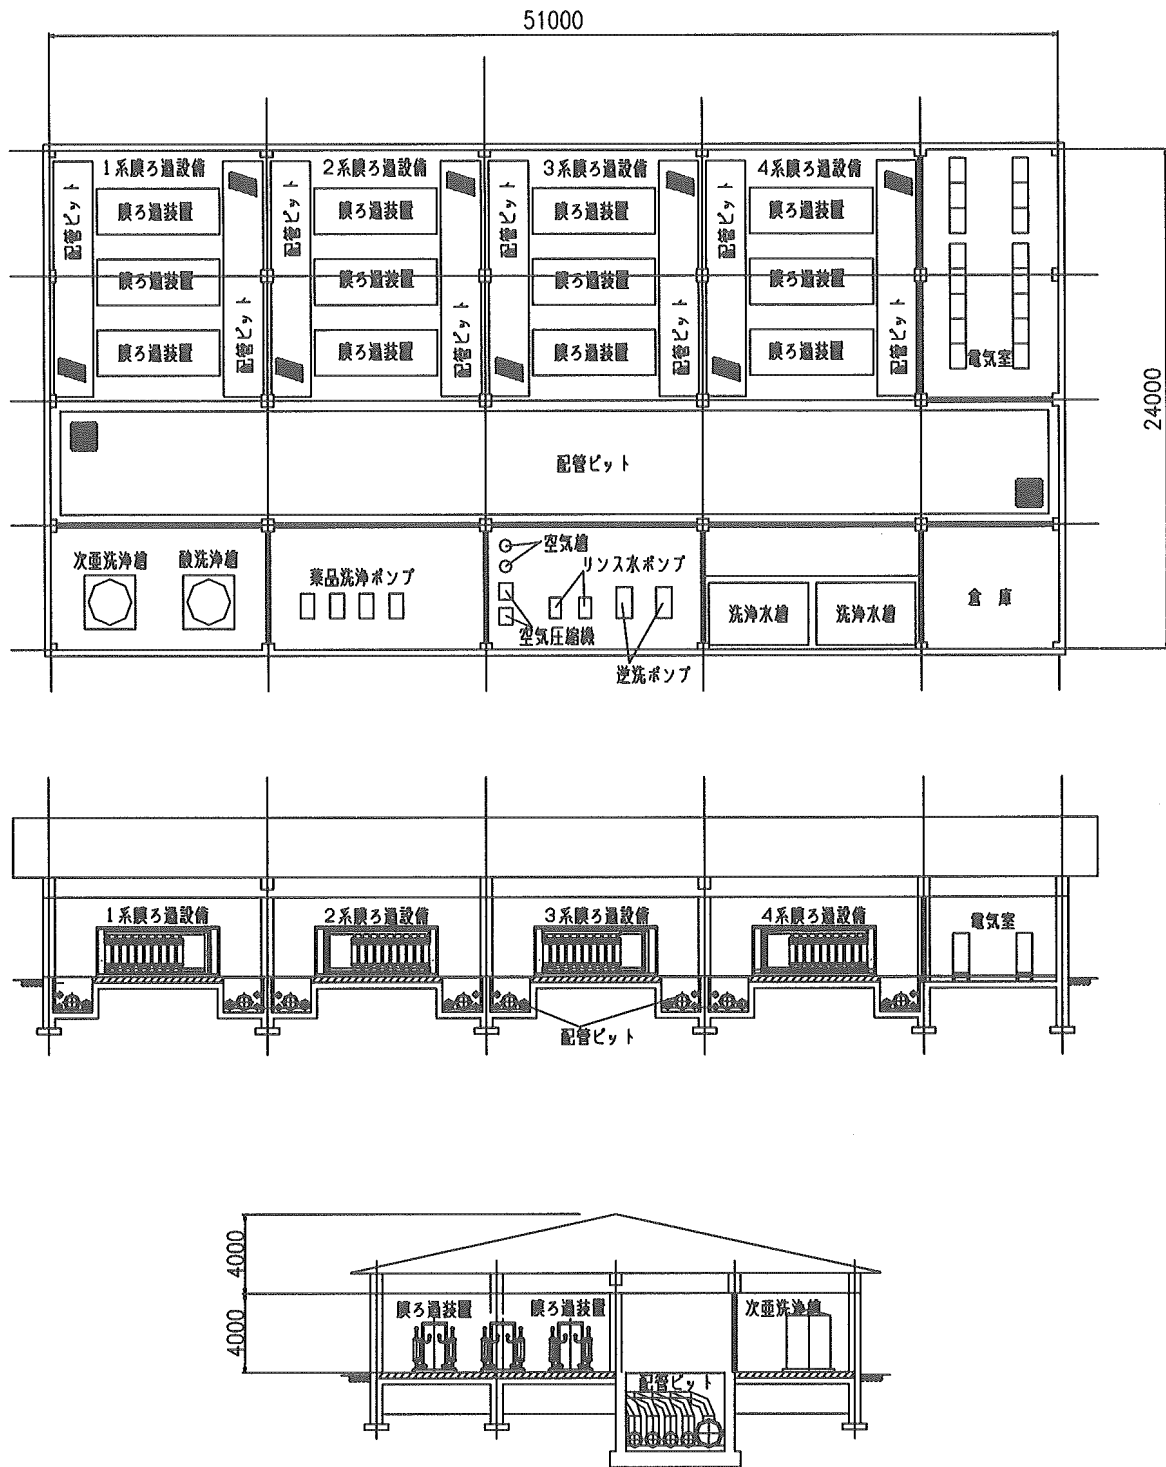 51000
1系膜ろ過設備
2系膜ろ過設備
3系膜ろ過設備
4系膜ろ過設備
配管ピット
膜ろ過装置
配管ピット
膜ろ過装置
配管ピット
膜ろ過装置
配管ピット
膜ろ過装置
膜ろ過装置
膜ろ過装置
膜ろ過装置
膜ろ過装置
配管ピット
配管ピット
配管ピット
配管ピット
膜ろ過装置
膜ろ過装置
膜ろ過装置
膜ろ過装置
電気室
24000
配管ピット
次亜洗浄槽
酸洗浄槽
薬品洗浄ポンプ
空気槽
リンス水ポンプ
空気圧縮機
逆洗ポンプ
洗浄水槽
洗浄水槽
倉庫
1系膜ろ過設備
2系膜ろ過設備
3系膜ろ過設備
4系膜ろ過設備
電気室
配管ピット
4000
4000
膜ろ過装置
膜ろ過装置
次亜洗浄槽
配管ピット